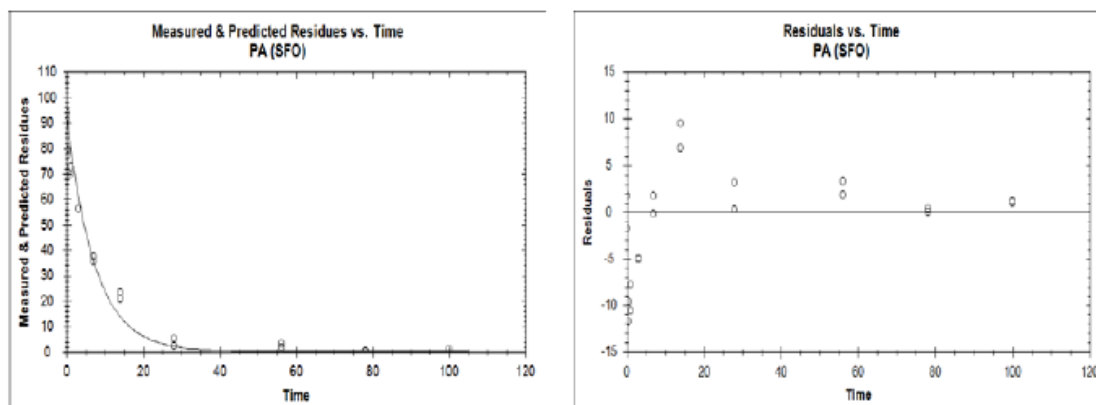 Measured & Predicted Residues vs. Time
PA (SFO)
Measured & Predicted Residues
110
100
90
80
70
60
50
40
30
20
10
0
0 20 40 60 80 100 120
Time
Residuals vs. Time
PA (SFO)
Residuals
15
10
5
0
-5
-10
-15
0 20 40 60 80 100 120
Time